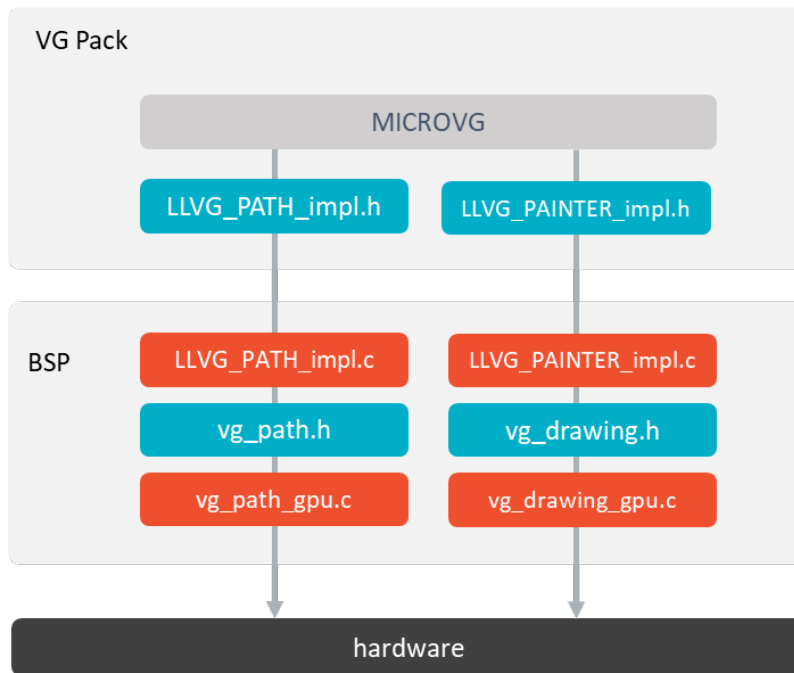 VG Pack
MICROVG
LLVG_PATH_impl.h
LLVG_PAINTER_impl.h
BSP
LLVG_PATH_impl.c
LLVG_PAINTER_impl.c
vg_path.h
vg_drawing.h
vg_path_gpu.c
vg_drawing_gpu.c
hardware